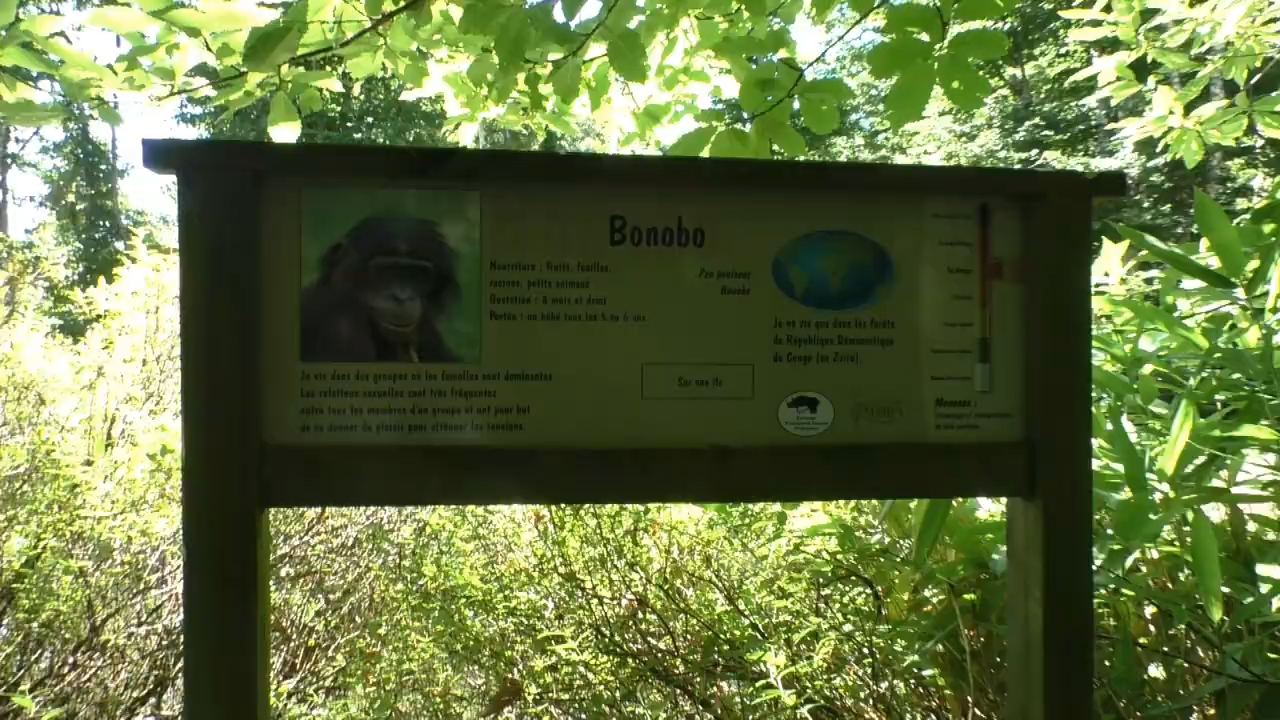 Bonobo
Nourriture : fruits, feuilles,
racines, petits animaux
Gestation : 8 mois et demi
Portée : un bébé tous les 5 ou 6 ans
Pan paniscus
Bonobo
Je ne vis que dans les forêts
de République Démocratique
du Congo (ex Zaïre)
Je vis dans des groupes où les femelles sont dominantes
Les relations sexuelles sont très fréquentes
entre tous les membres d'un groupe et ont pour but
de se donner du plaisir pour atténuer les tensions.
Sur une île
Menaces :